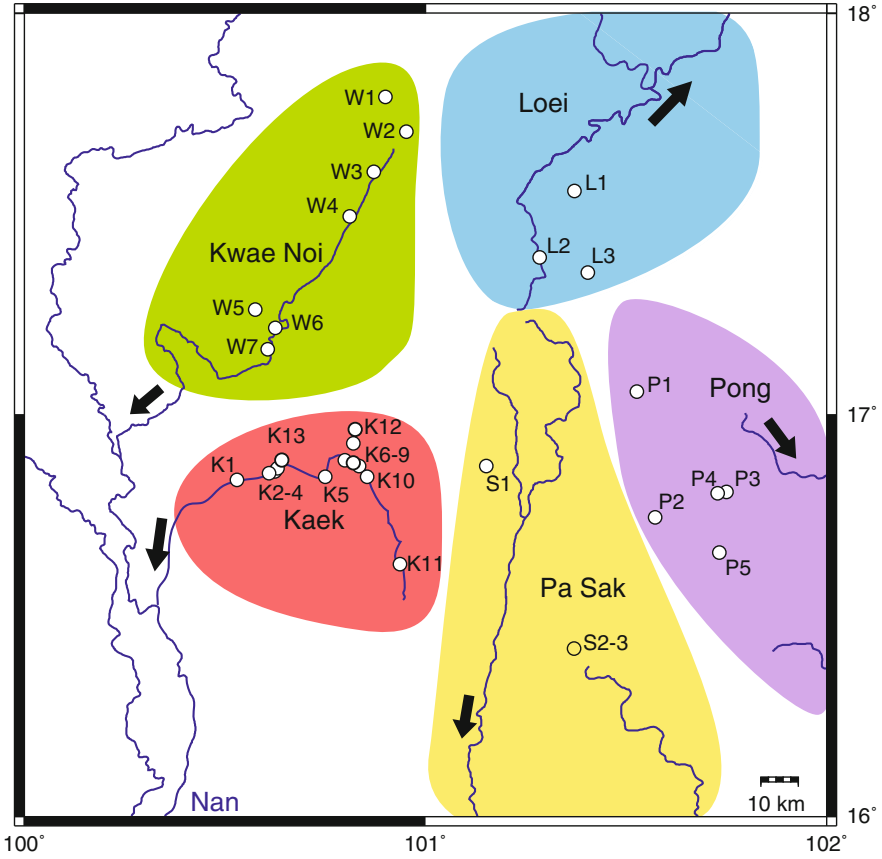 18°
W1
W2
Loei
W3
L1
W4
Kwae Noi
L2
L3
W5
W6
W7
P1
Pong
17°
K12
K13
K6-9
K1
K2-4
K5
K10
S1
P4
P3
Kaek
P2
K11
P5
Pa Sak
S2-3
Nan
10 km
16°
100°
101°
102°